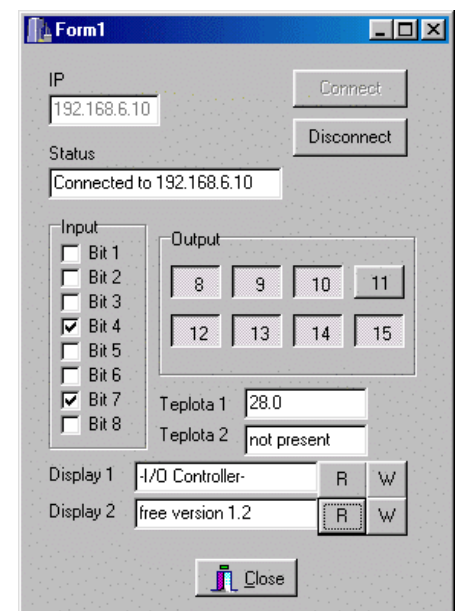 Form1
IP
Connect
192.168.6.10
Disconnect
Status
Connected to 192.168.6.10
Input
Bit 1
Bit 2
Bit 3
Bit 4
Bit 5
Bit 6
Bit 7
Bit 8
Output
8 9 10 11
12 13 14 15
Teplota 1 28.0
Teplota 2 not present
Display 1 -I/O Controller- R W
Display 2 free version 1.2 R W
Close